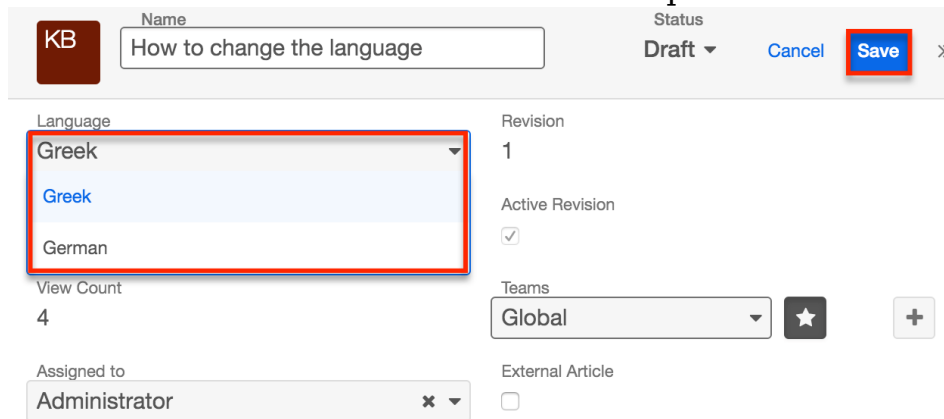 KB
Name
How to change the language
Status
Draft
Cancel
Save
Language
Greek
Greek
German
Revision
1
Active Revision
View Count
4
Teams
Global
Assigned to
Administrator
External Article